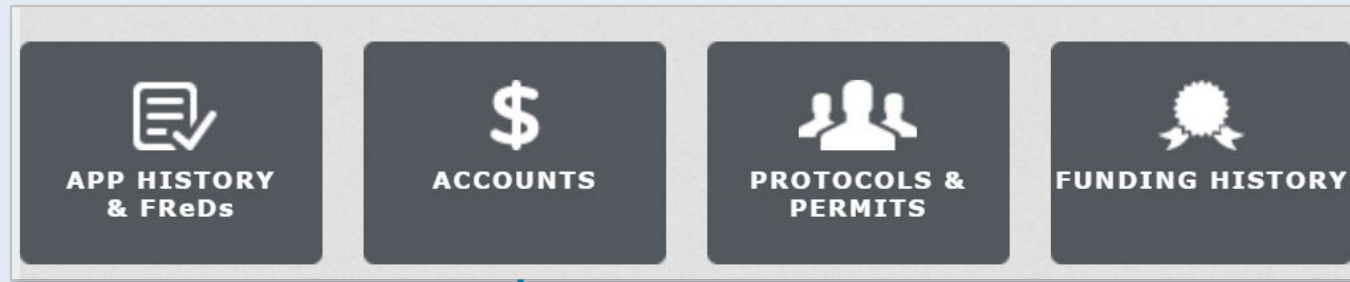 APP HISTORY
& FReDs
$
ACCOUNTS
PROTOCOLS &
PERMITS
FUNDING HISTORY